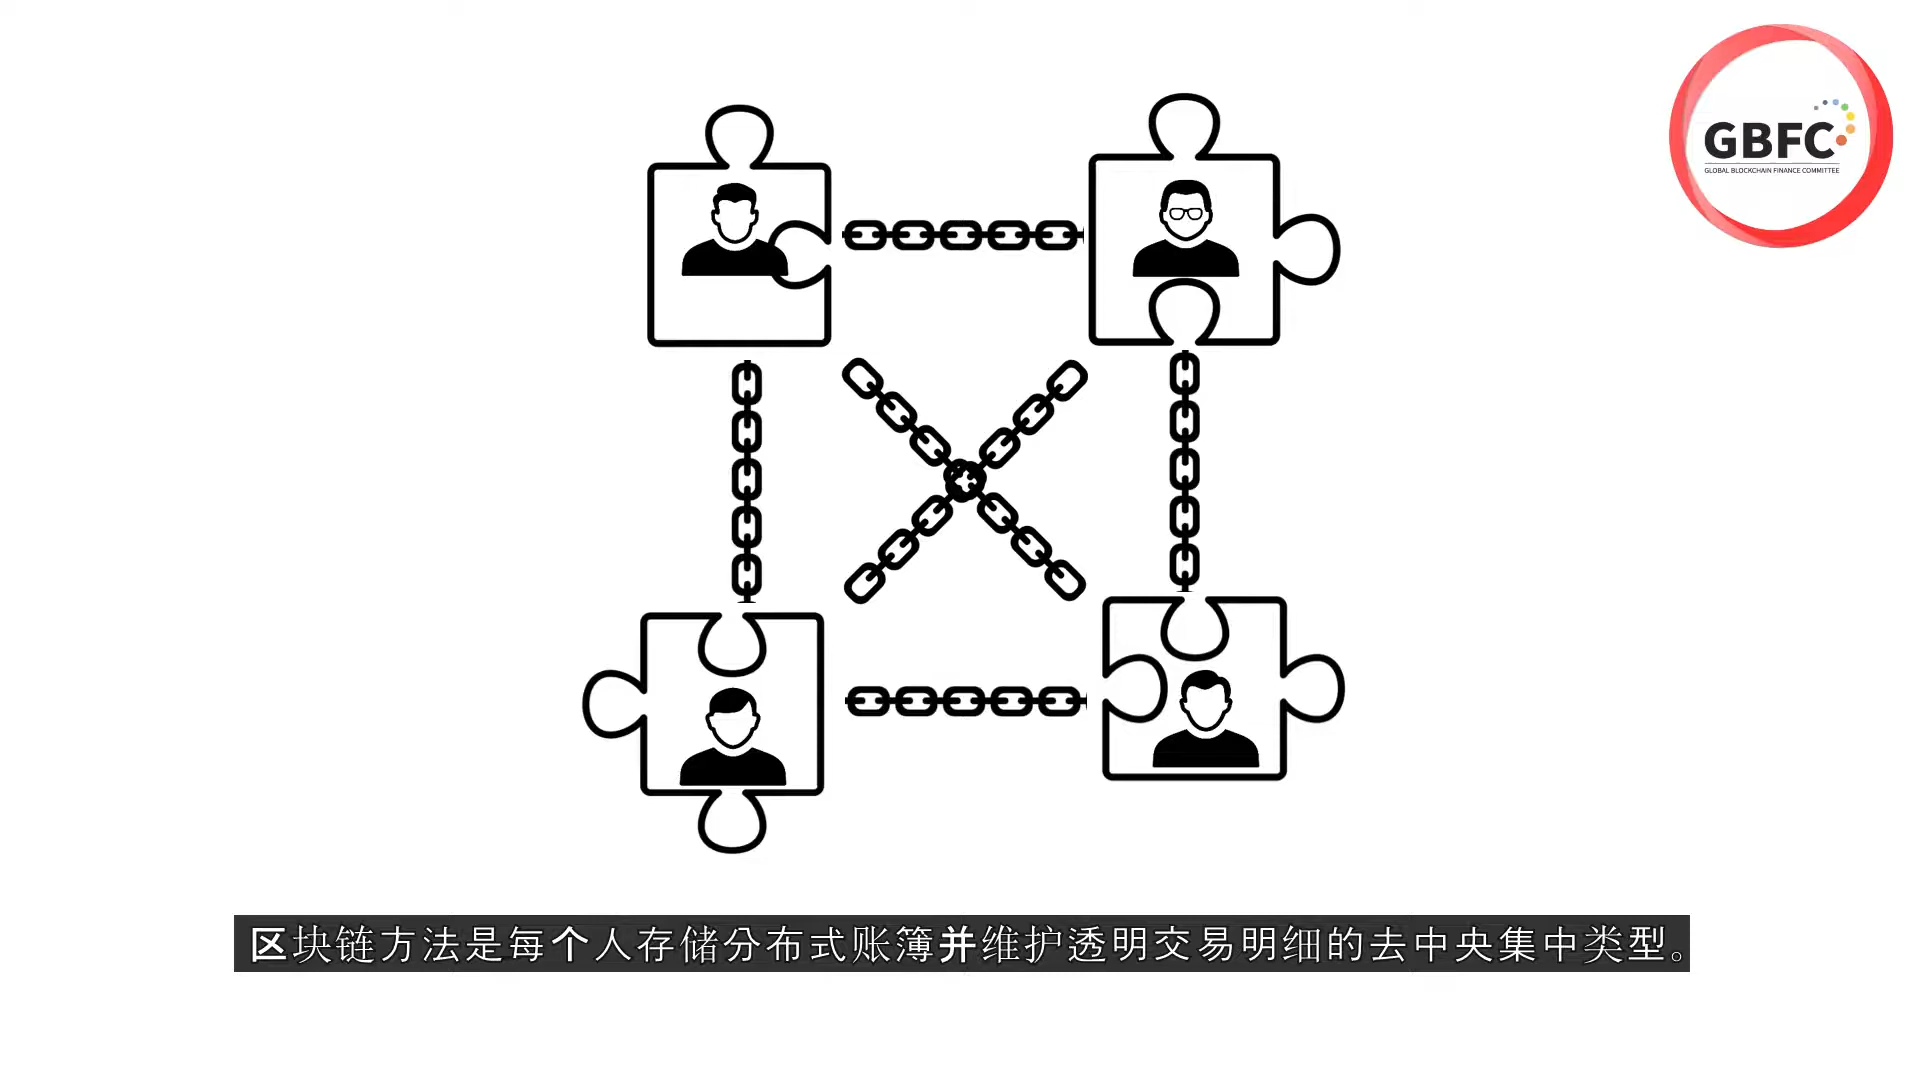 GBFC
GLOBAL BLOCKCHAIN FINANCE COMMITTEE
区块链方法是每个人存储分布式账簿并维护透明交易明细的去中央集中类型。